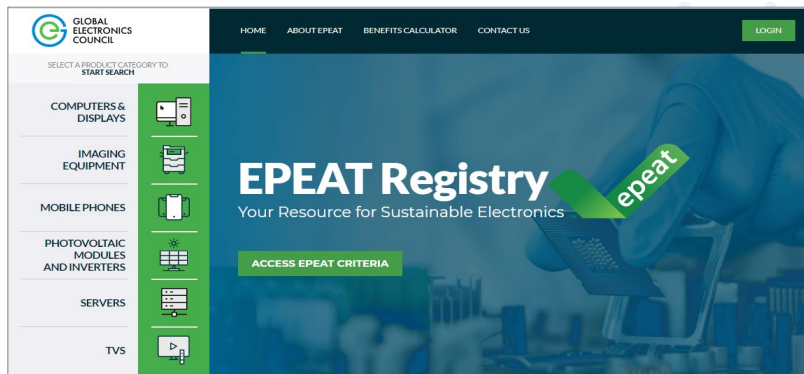 GLOBAL
ELECTRONICS
COUNCIL
HOME ABOUT EPEAT BENEFITS CALCULATOR CONTACT US LOGIN
SELECT A PRODUCT CATEGORY TO
START SEARCH
COMPUTERS &
DISPLAYS
IMAGING
EQUIPMENT
MOBILE PHONES
PHOTOVOLTAIC
MODULES
AND INVERTERS
SERVERS
TVS
EPEAT Registry
epeat
Your Resource for Sustainable Electronics
ACCESS EPEAT CRITERIA